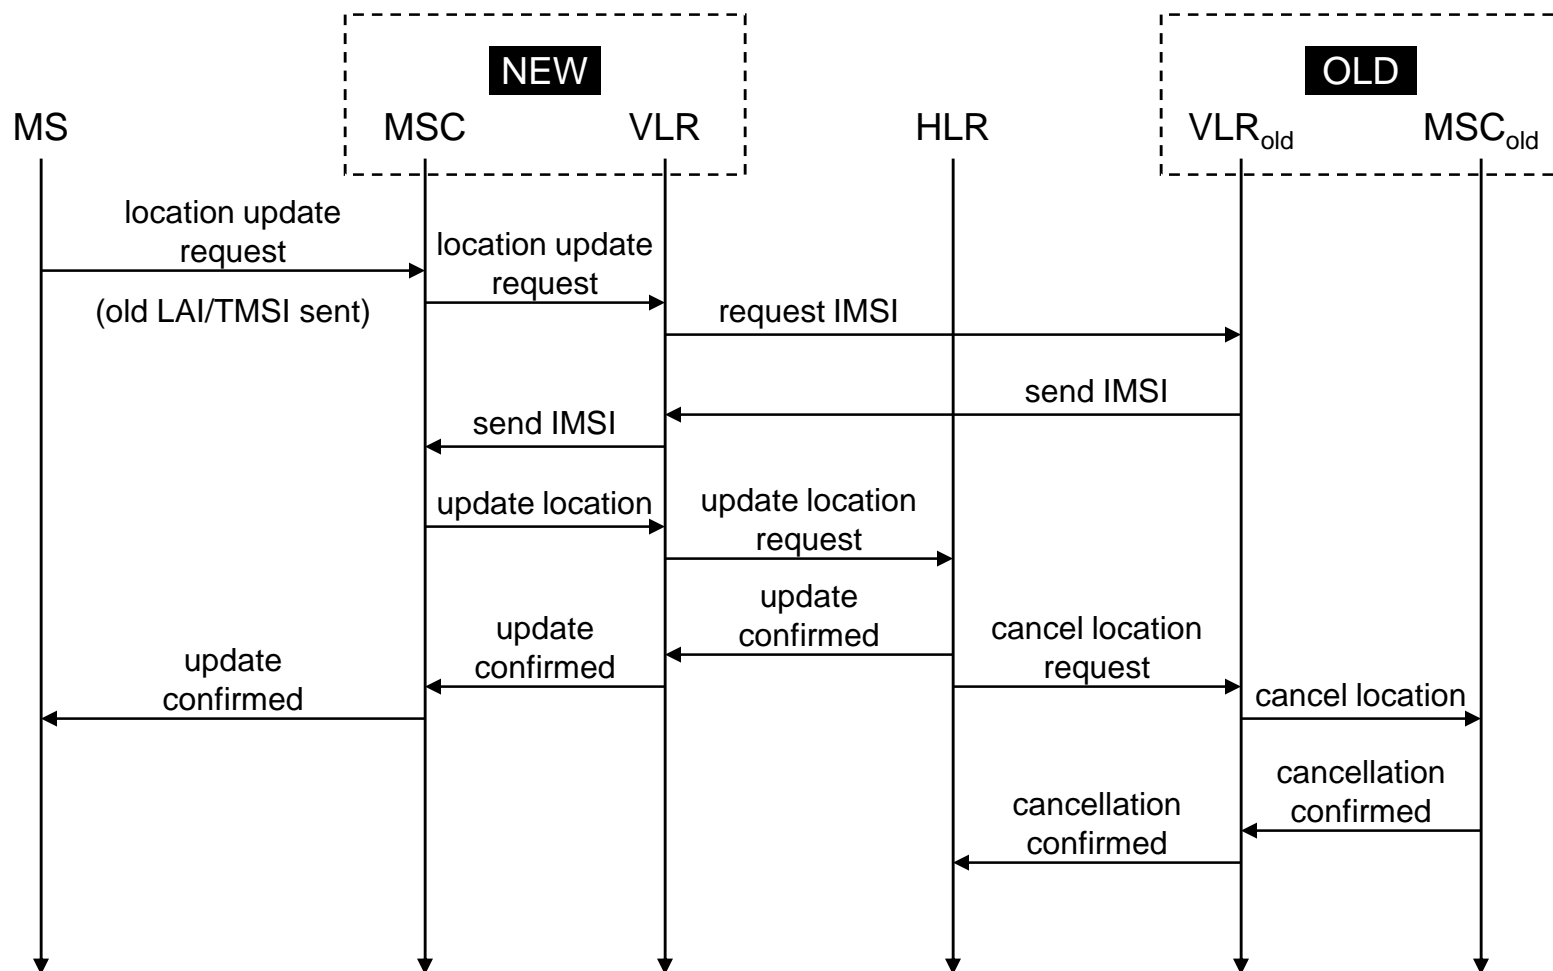 NEW
OLD
MS
MSC
VLR
HLR
VLRold
MSCold
location update
request
(old LAI/TMSI sent)
location update
request
request IMSI
send IMSI
send IMSI
update location
update location
request
update
confirmed
update
confirmed
update
confirmed
cancel location
request
cancel location
cancellation
confirmed
cancellation
confirmed